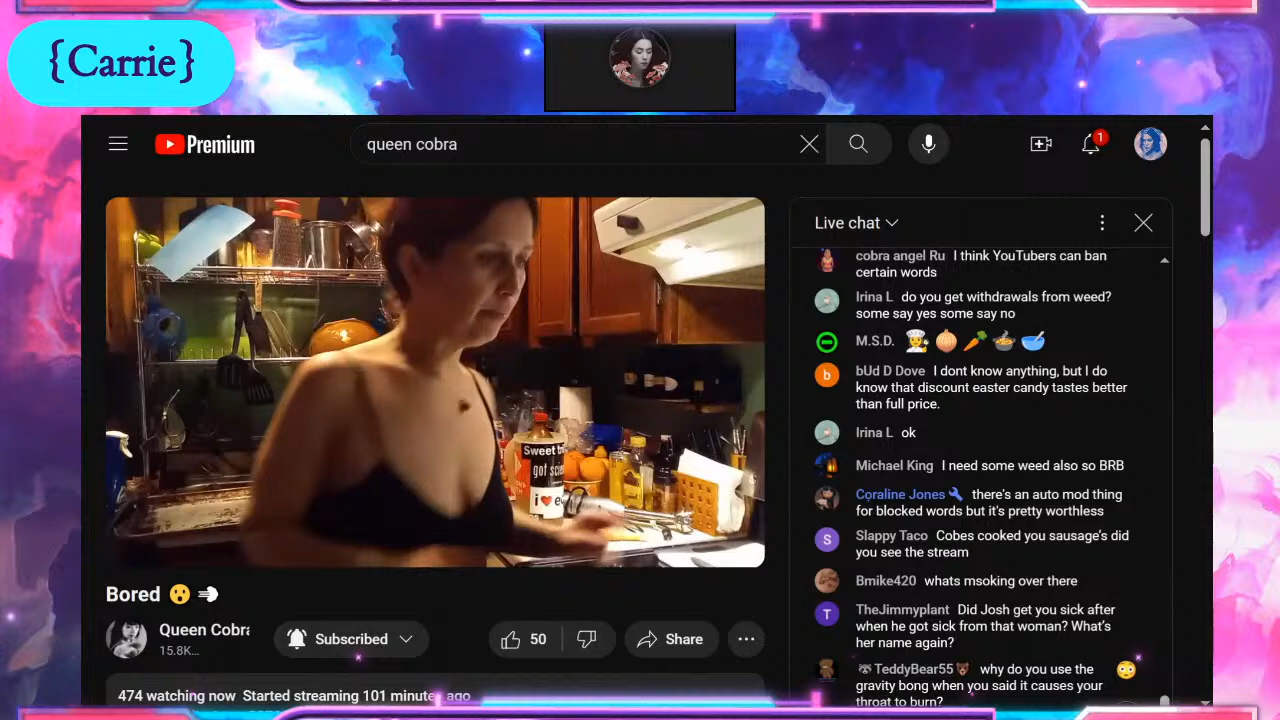 {Carrie}
Premium
queen cobra
1
Live chat
cobra angel Ru I think YouTubers can ban
certain words
Irina L do you get withdrawals from weed?
some say yes some say no
M.S.D.
bUd D Dove I dont know anything, but I do
know that discount easter candy tastes better
than full price.
Irina L ok
Michael King I need some weed also so BRB
Coraline Jones there's an auto mod thing
for blocked words but it's pretty worthless
S
Slappy Taco Cobes cooked you sausage's did
you see the stream
Bmike420 whats msoking over there
T
TheJimmyplant Did Josh get you sick after
when he got sick from that woman? What's
her name again?
TeddyBear55 why do you use the
gravity bong when you said it causes your
throat to burn?
b
Sweet
got
i ❤
Bored
Queen Cobra
15.8K...
Subscribed
50
Share
474 watching now Started streaming 101 minutes ago